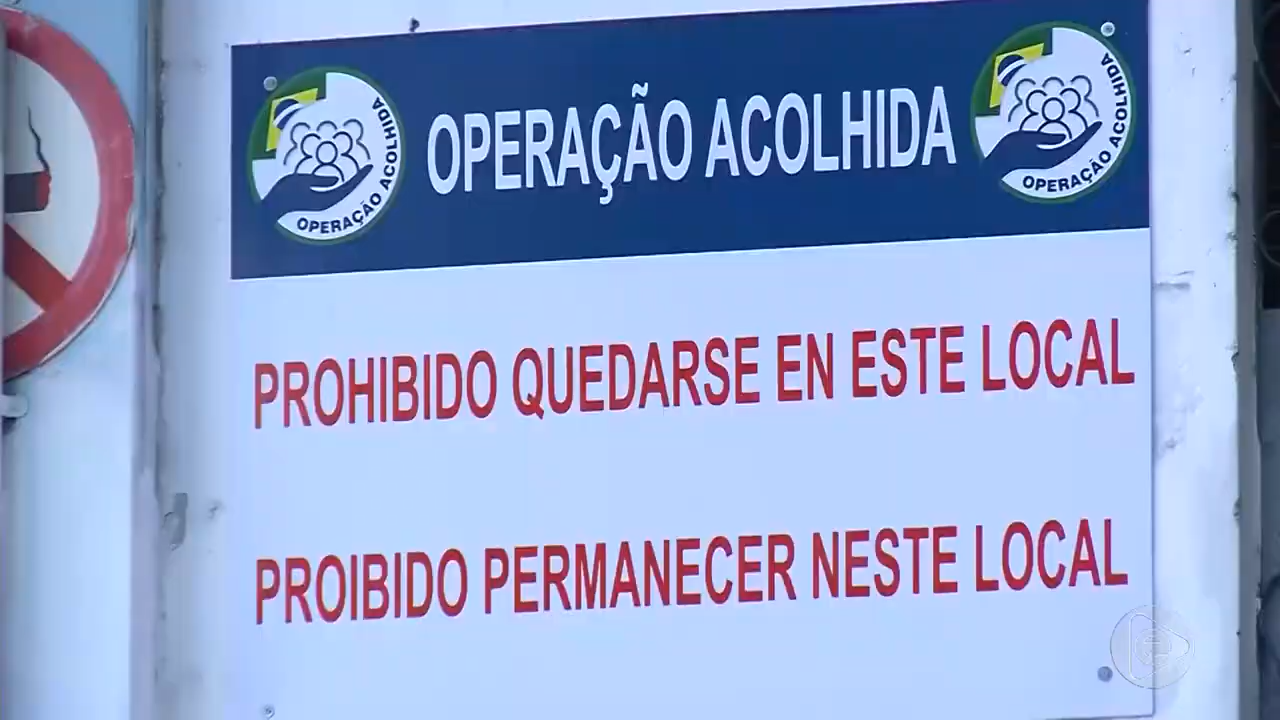 OPERAÇÃO ACOLHIDA
OPERAÇÃO ACOLHIDA
OPERAÇÃO ACOLHIDA
PROHIBIDO QUEDARSE EN ESTE LOCAL
PROIBIDO PERMANECER NESTE LOCAL